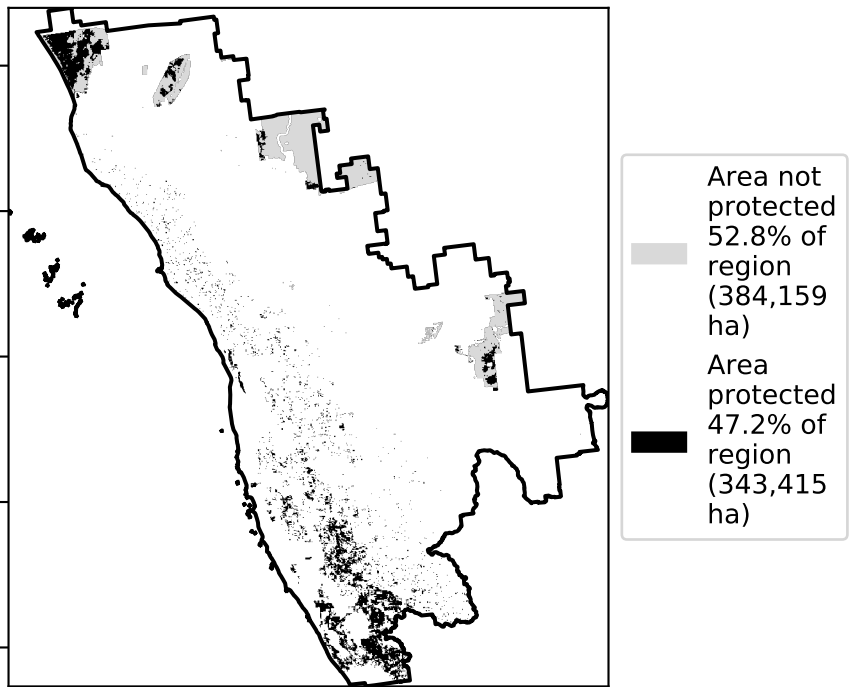 Area not
protected
52.8% of
region
(384,159
ha)
Area
protected
47.2% of
region
(343,415
ha)